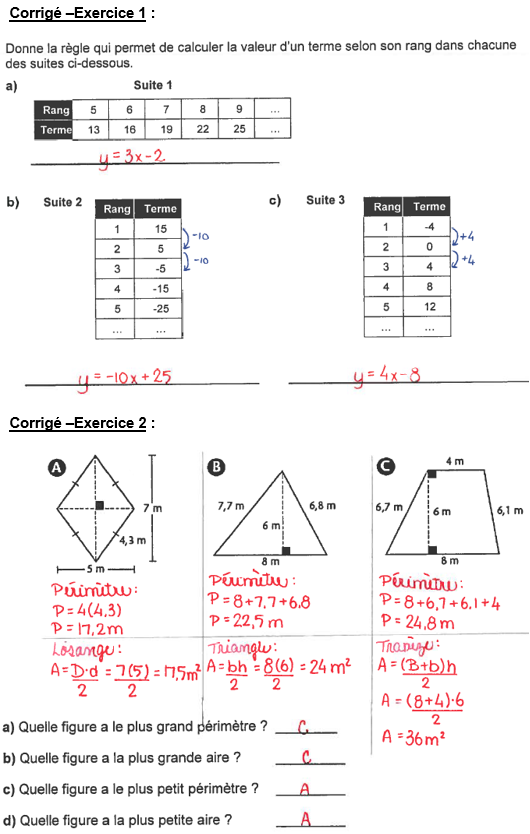 Corrigé –Exercice 1 :
Donne la règle qui permet de calculer la valeur d'un terme selon son rang dans chacune
des suites ci-dessous.
a) Suite 1
Rang 5 6 7 8 9 ...
Terme 13 16 19 22 25 ...
y = 3x-2
b) Suite 2
Rang Terme
1 15
-10
2 5
-10
3 -5
4 -15
5 -25
... ...
y = -10x + 25
c) Suite 3
Rang Terme
1 -4
+4
2 0
+4
3 4
4 8
5 12
... ...
y = 4x-8
Corrigé –Exercice 2 :
A
7 m
4,3 m
5 m
Périmètre :
P = 4(4,3)
P = 17,2 m
Losange :
A = D·d/2 = 7(5)/2 = 17,5 m²
B
7,7 m 6,8 m
6 m
8 m
Périmètre :
P = 8+7,7+6.8
P = 22,5 m
Triangle :
A = bh/2 = 8(6)/2 = 24 m²
C
4 m
6,7 m 6 m 6,1 m
8 m
Périmètre :
P = 8+6,7+6,1+4
P = 24,8 m
Trapèze :
A = (B+b)h/2
A = (8+4)·6/2
A = 36 m²
a) Quelle figure a le plus grand périmètre ? C
b) Quelle figure a la plus grande aire ? C
c) Quelle figure a le plus petit périmètre ? A
d) Quelle figure a la plus petite aire ? A